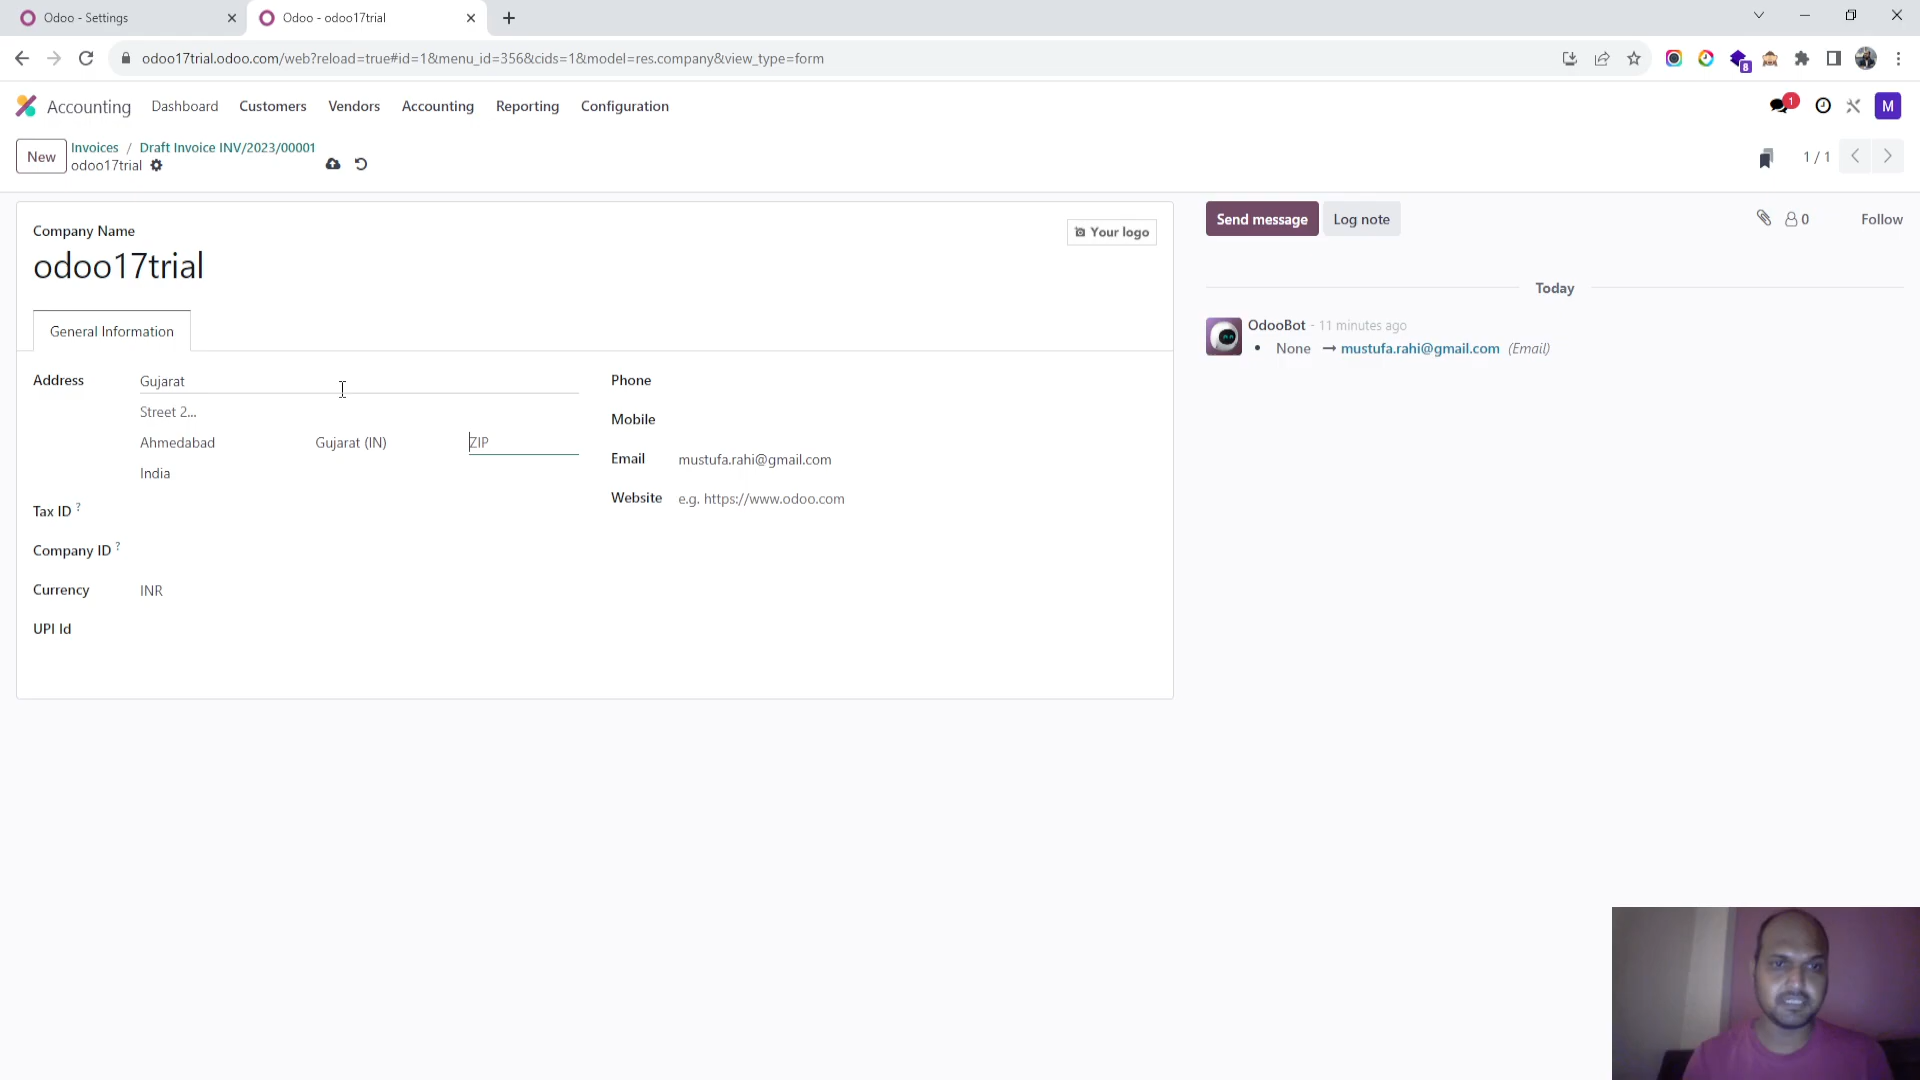 Odoo - Settings
Odoo - odoo17trial
odoo17trial.odoo.com/web?reload=true#id=1&menu_id=356&cids=1&model=res.company&view_type=form
8
Accounting Dashboard Customers Vendors Accounting Reporting Configuration
1
M
New
Invoices / Draft Invoice INV/2023/00001
odoo17trial
1 / 1
Company Name
Your logo
odoo17trial
General Information
Address Gujarat
Street 2...
Ahmedabad Gujarat (IN) ZIP
India
Tax ID ?
Company ID ?
Currency INR
UPI Id
Phone
Mobile
Email mustufa.rahi@gmail.com
Website e.g. https://www.odoo.com
Send message Log note
0 Follow
Today
OdooBot - 11 minutes ago
• None → mustufa.rahi@gmail.com (Email)